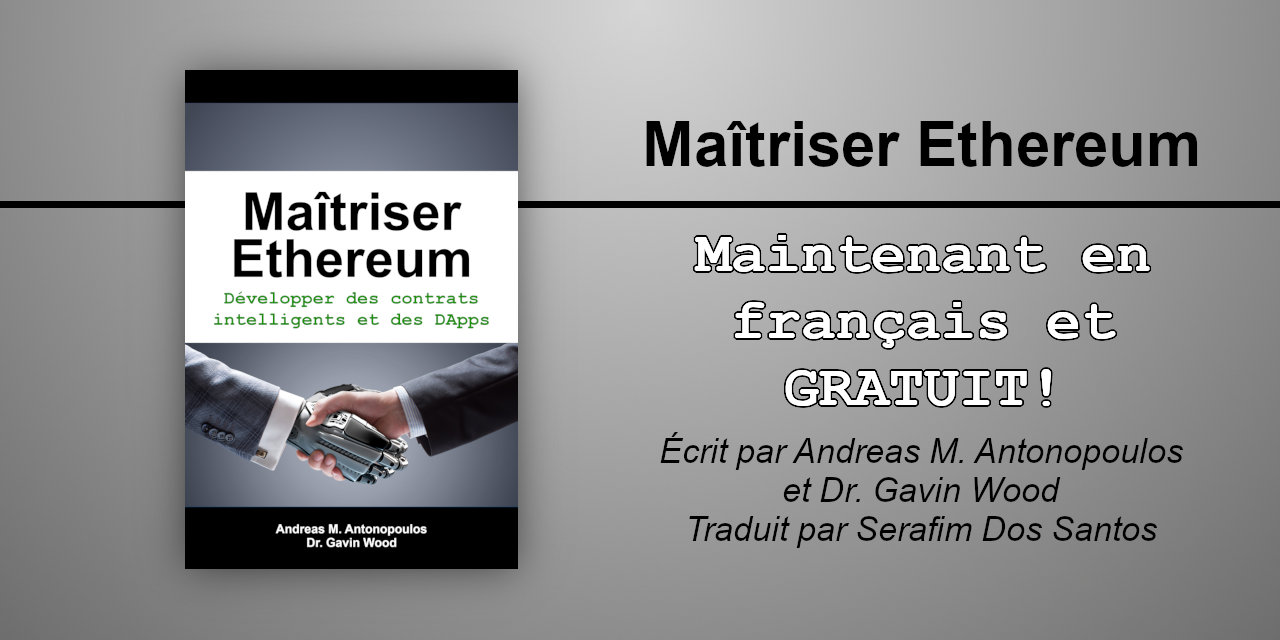 Maîtriser
Ethereum
Développer des contrats
intelligents et des DApps
Andreas M. Antonopoulos
Dr. Gavin Wood
Maîtriser Ethereum
Maintenant en
français et
GRATUIT!
Écrit par Andreas M. Antonopoulos
et Dr. Gavin Wood
Traduit par Serafim Dos Santos